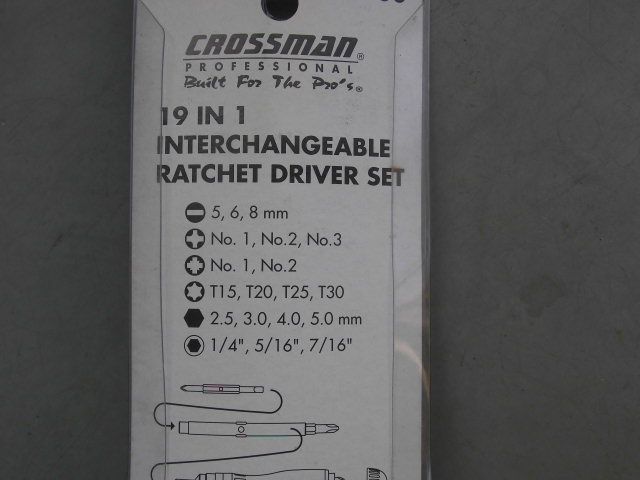 CROSSMAN®
PROFESSIONAL
Built For The Pro's®
19 IN 1
INTERCHANGEABLE
RATCHET DRIVER SET
5, 6, 8 mm
No. 1, No.2, No.3
No. 1, No.2
T15, T20, T25, T30
2.5, 3.0, 4.0, 5.0 mm
1/4", 5/16", 7/16"